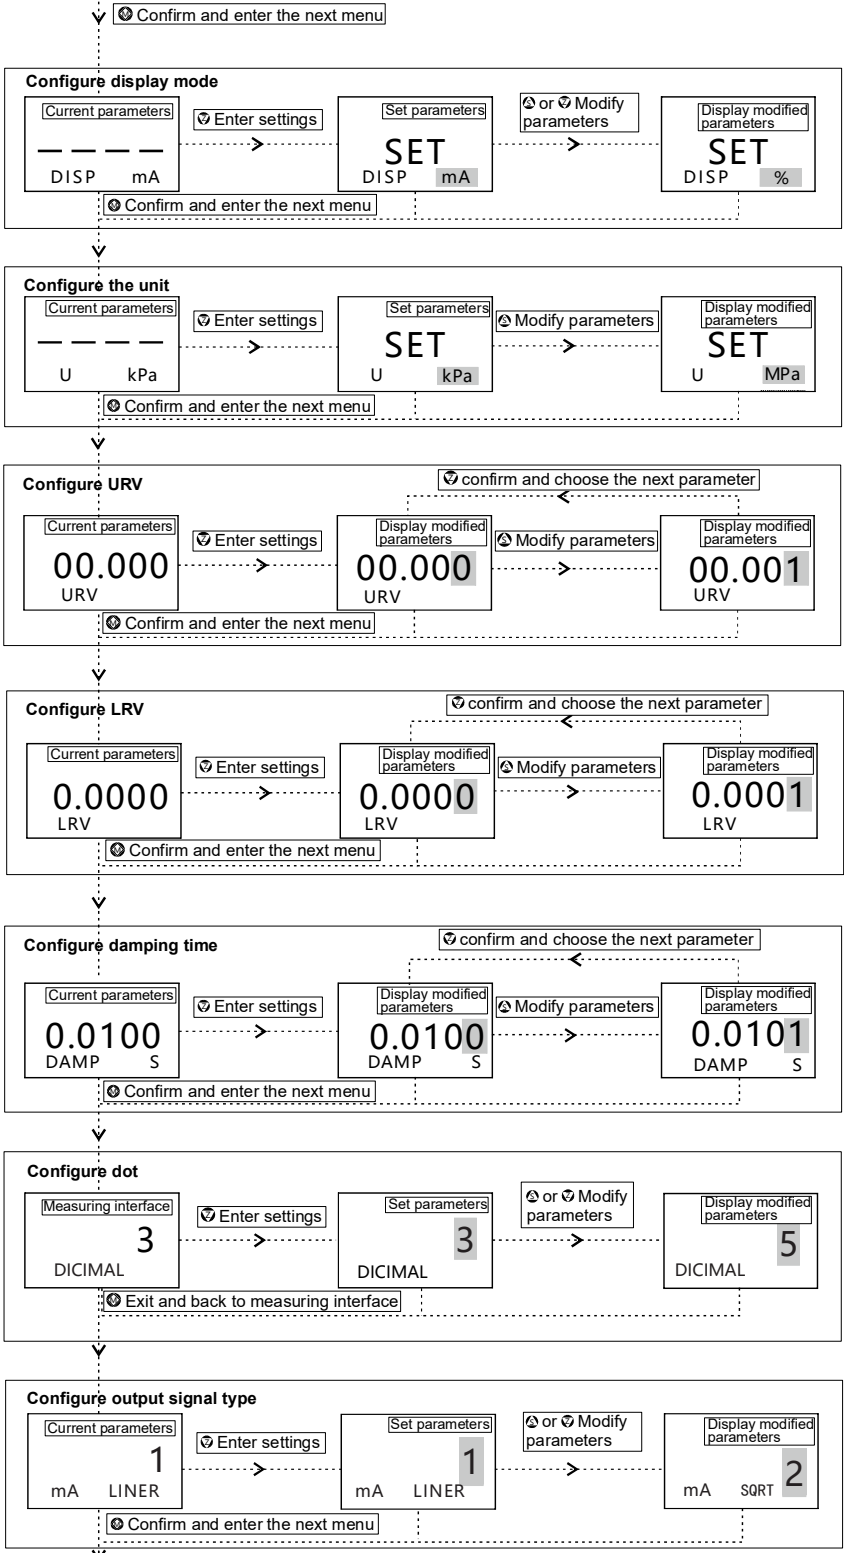 Ⓜ Confirm and enter the next menu
Configure display mode
Current parameters
– – – –
DISP mA
Ⓩ Enter settings
Set parameters
SET
DISP mA
Ⓢ or Ⓩ Modify
parameters
Display modified
parameters
SET
DISP %
Ⓜ Confirm and enter the next menu
Configure the unit
Current parameters
– – – –
U kPa
Ⓩ Enter settings
Set parameters
SET
U kPa
Ⓢ Modify parameters
Display modified
parameters
SET
U MPa
Ⓜ Confirm and enter the next menu
Configure URV
Ⓩ confirm and choose the next parameter
Current parameters
00.000
URV
Ⓩ Enter settings
Display modified
parameters
00.000
URV
Ⓢ Modify parameters
Display modified
parameters
00.001
URV
Ⓜ Confirm and enter the next menu
Configure LRV
Ⓩ confirm and choose the next parameter
Current parameters
0.0000
LRV
Ⓩ Enter settings
Display modified
parameters
0.0000
LRV
Ⓢ Modify parameters
Display modified
parameters
0.0001
LRV
Ⓜ Confirm and enter the next menu
Configure damping time
Ⓩ confirm and choose the next parameter
Current parameters
0.0100
DAMP S
Ⓩ Enter settings
Display modified
parameters
0.0100
DAMP S
Ⓢ Modify parameters
Display modified
parameters
0.0101
DAMP S
Ⓜ Confirm and enter the next menu
Configure dot
Measuring interface
3
DICIMAL
Ⓩ Enter settings
Set parameters
3
DICIMAL
Ⓢ or Ⓩ Modify
parameters
Display modified
parameters
5
DICIMAL
Ⓜ Exit and back to measuring interface
Configure output signal type
Current parameters
1
mA LINER
Ⓩ Enter settings
Set parameters
1
mA LINER
Ⓢ or Ⓩ Modify
parameters
Display modified
parameters
2
mA SQRT
Ⓜ Confirm and enter the next menu